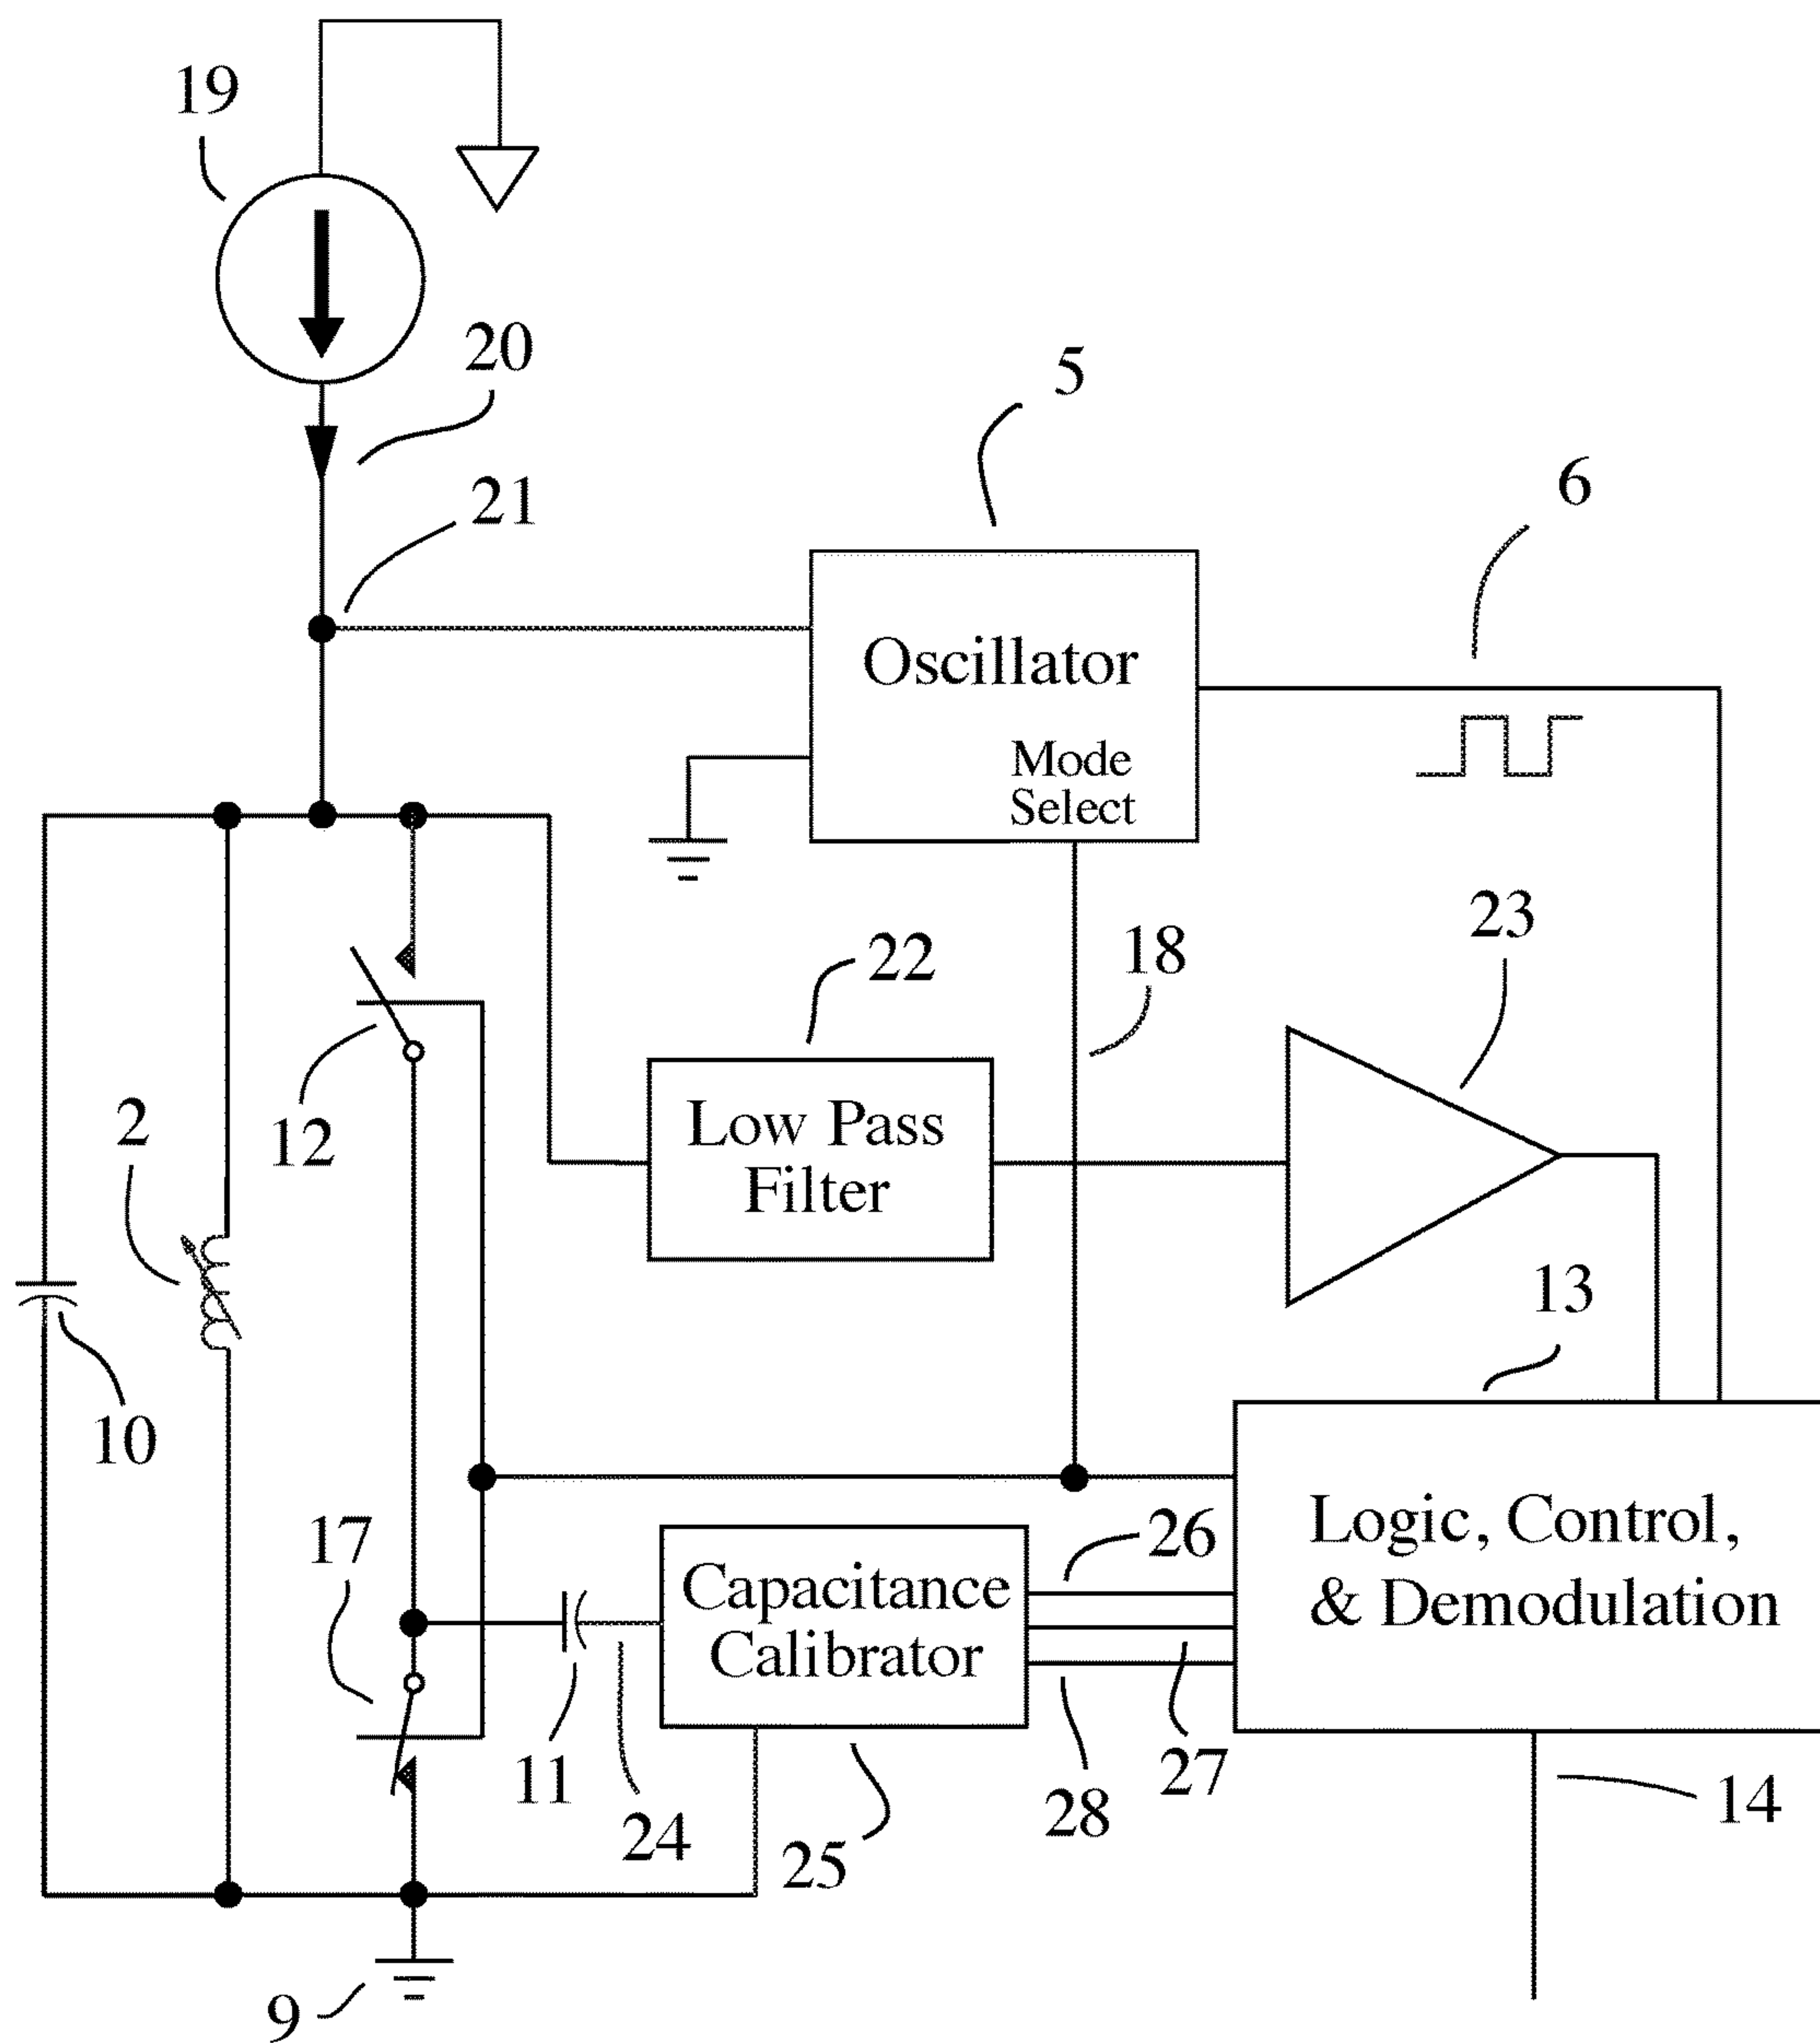 19
20
5
21
6
Oscillator
Mode
Select
23
22
18
12
2
Low Pass
Filter
13
10
17
26
Logic, Control,
& Demodulation
Capacitance
Calibrator
11
24
25
28
27
14
9